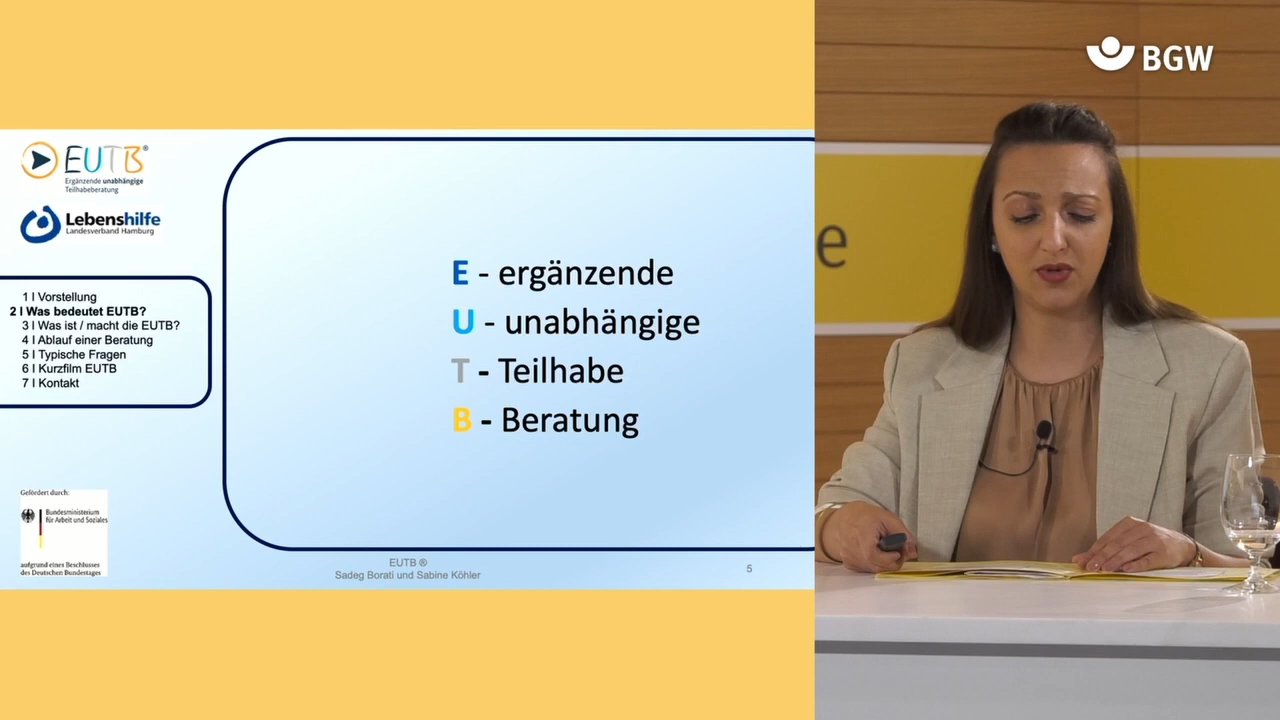 EUTB®
Ergänzende unabhängige
Teilhabeberatung
Lebenshilfe
Landesverband Hamburg
1 I Vorstellung
2 I Was bedeutet EUTB?
3 I Was ist / macht die EUTB?
4 I Ablauf einer Beratung
5 I Typische Fragen
6 I Kurzfilm EUTB
7 I Kontakt
Gefördert durch:
Bundesministerium
für Arbeit und Soziales
aufgrund eines Beschlusses
des Deutschen Bundestages
E - ergänzende
U - unabhängige
T - Teilhabe
B - Beratung
EUTB ®
Sadeg Borati und Sabine Köhler
5
BGW
e